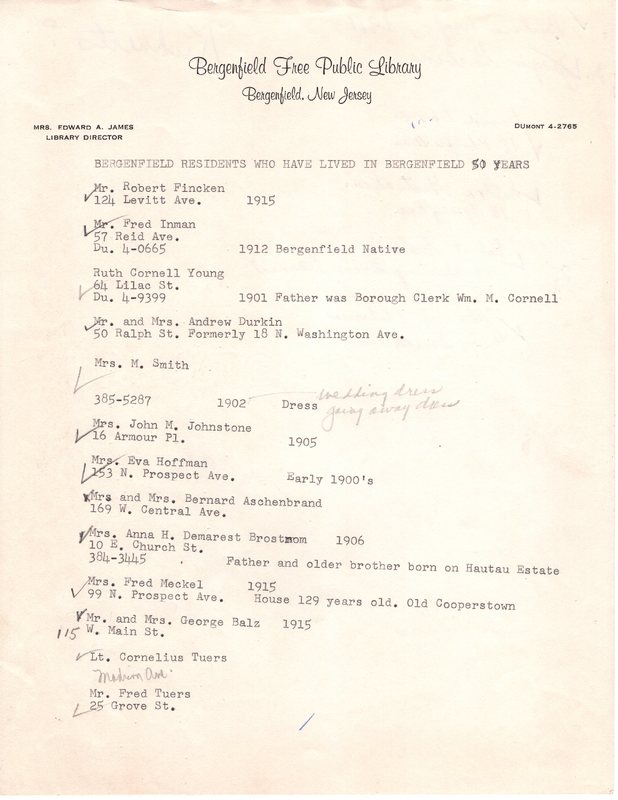 Bergenfield Free Public Library
Bergenfield, New Jersey
MRS. EDWARD A. JAMES
LIBRARY DIRECTOR
DUMONT 4-2765
BERGENFIELD RESIDENTS WHO HAVE LIVED IN BERGENFIELD 50 YEARS
Mr. Robert Fincken
124 Levitt Ave. 1915
Mr. Fred Inman
57 Reid Ave.
Du. 4-0665 1912 Bergenfield Native
Ruth Cornell Young
64 Lilac St.
Du. 4-9399 1901 Father was Borough Clerk Wm. M. Cornell
Mr. and Mrs. Andrew Durkin
50 Ralph St. Formerly 18 N. Washington Ave.
Mrs. M. Smith
wedding dress
385-5287 1902 Dress going away dress
Mrs. John M. Johnstone
16 Armour Pl. 1905
Mrs. Eva Hoffman
153 N. Prospect Ave. Early 1900's
Mrs and Mrs. Bernard Aschenbrand
169 W. Central Ave.
Mrs. Anna H. Demarest Brostrom 1906
10 E. Church St.
384-3445 Father and older brother born on Hautau Estate
Mrs. Fred Meckel 1915
99 N. Prospect Ave. House 129 years old. Old Cooperstown
Mr. and Mrs. George Balz 1915
115 W. Main St.
Lt. Cornelius Tuers
Madison Ave.
Mr. Fred Tuers
25 Grove St.